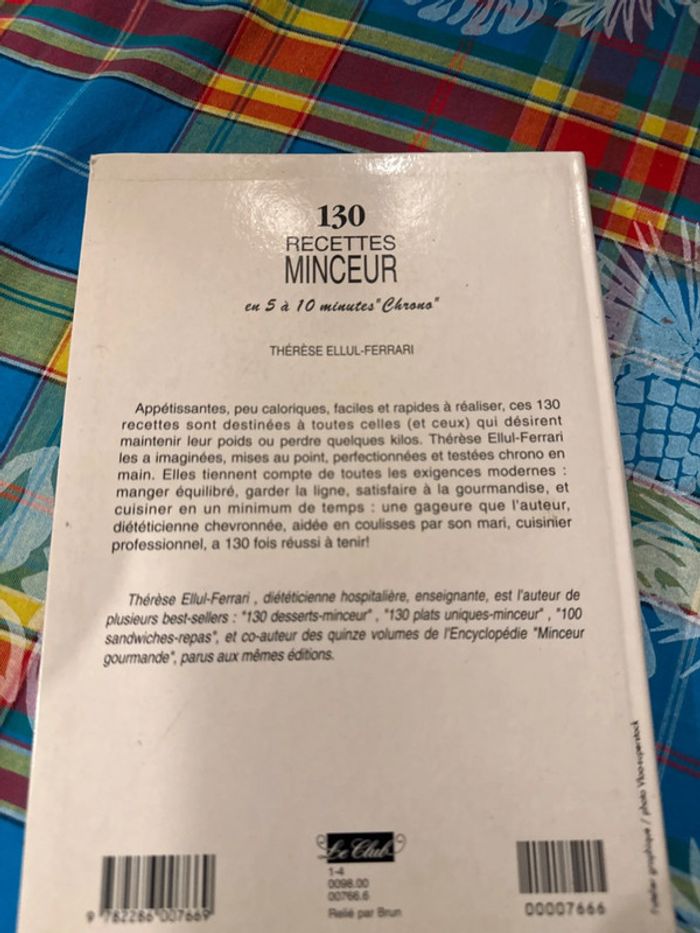 130
RECETTES
MINCEUR
en 5 à 10 minutes "Chrono"
THÉRÈSE ELLUL-FERRARI
Appétissantes, peu caloriques, faciles et rapides à réaliser, ces 130
recettes sont destinées à toutes celles (et ceux) qui désirent
maintenir leur poids ou perdre quelques kilos. Thérèse Ellul-Ferrari
les a imaginées, mises au point, perfectionnées et testées chrono en
main. Elles tiennent compte de toutes les exigences modernes :
manger équilibré, garder la ligne, satisfaire à la gourmandise, et
cuisiner en un minimum de temps : une gageure que l'auteur,
diététicienne chevronnée, aidée en coulisses par son mari, cuisinier
professionnel, a 130 fois réussi à tenir!
Thérèse Ellul-Ferrari , diététicienne hospitalière, enseignante, est l'auteur de
plusieurs best-sellers : "130 desserts-minceur" , "130 plats uniques-minceur" , "100
sandwiches-repas", et co-auteur des quinze volumes de l'Encyclopédie "Minceur
gourmande", parus aux mêmes éditions.
l'atelier graphique / photo Vloo-superstock
Le Club
1-4
0098.00
00766.6
Relié par Brun
9 782286 007669
00007666